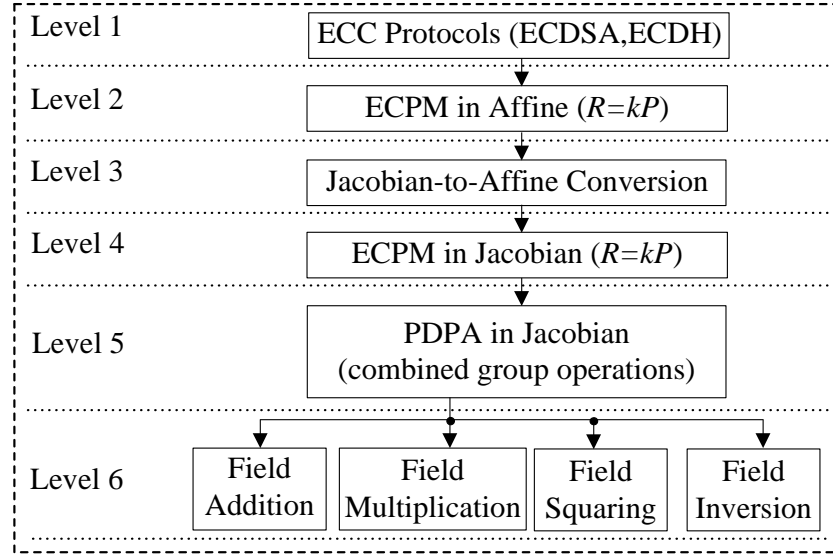 Level 1
ECC Protocols (ECDSA,ECDH)
Level 2
ECPM in Affine (R=kP)
Level 3
Jacobian-to-Affine Conversion
Level 4
ECPM in Jacobian (R=kP)
Level 5
PDPA in Jacobian
(combined group operations)
Level 6
Field
Addition
Field
Multiplication
Field
Squaring
Field
Inversion